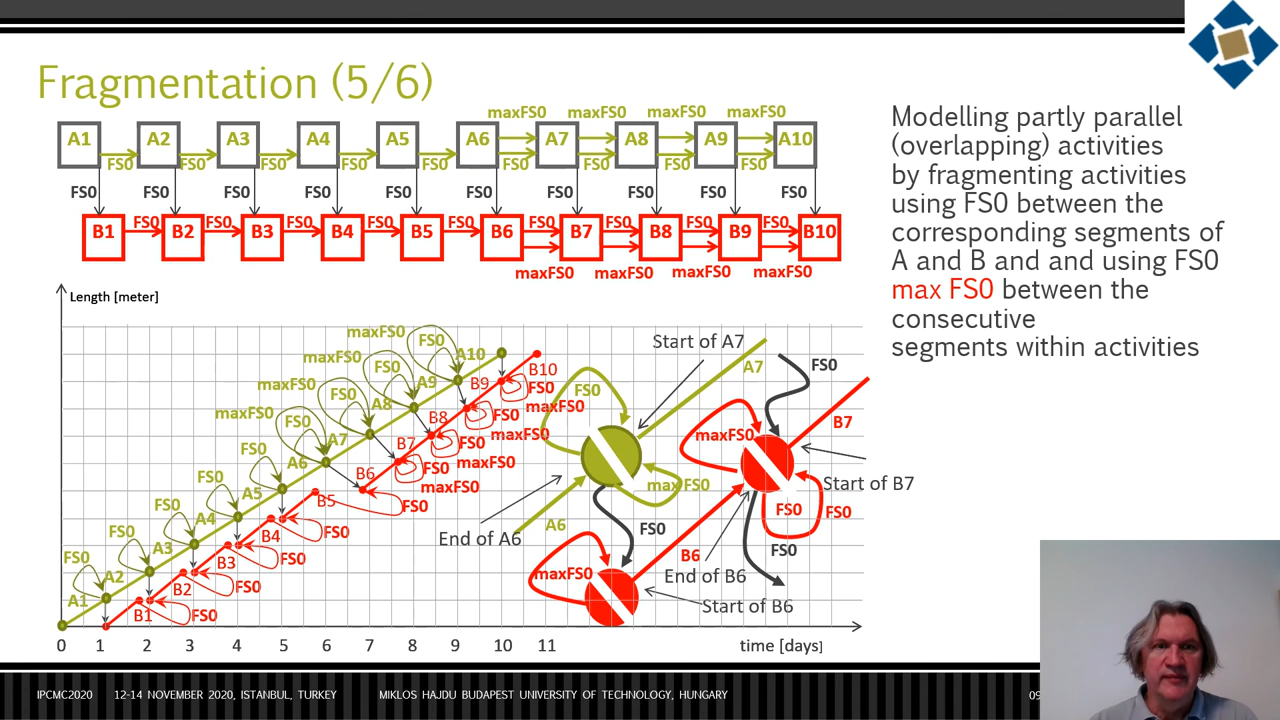 Fragmentation (5/6)
maxFS0 maxFS0 maxFS0 maxFS0
A1 A2 A3 A4 A5 A6 A7 A8 A9 A10
FS0 FS0 FS0 FS0 FS0 FS0 FS0 FS0 FS0
FS0 FS0 FS0 FS0 FS0 FS0 FS0 FS0 FS0 FS0
FS0 FS0 FS0 FS0 FS0 FS0 FS0 FS0 FS0
B1 B2 B3 B4 B5 B6 B7 B8 B9 B10
maxFS0 maxFS0 maxFS0 maxFS0
Modelling partly parallel
(overlapping) activities
by fragmenting activities
using FS0 between the
corresponding segments of
A and B and and using FS0
max FS0 between the
consecutive
segments within activities
Length [meter]
maxFS0 FS0 A10
maxFS0 FS0 A9
maxFS0 FS0 A8
maxFS0 FS0 A7
FS0 A6
FS0 A5
FS0 A4
FS0 A3
FS0 A2
A1
B10
B9 FS0 maxFS0
B8 FS0 maxFS0
B7 FS0 maxFS0
B6 FS0 maxFS0
B5 FS0
B4 FS0
B3 FS0
B2 FS0
B1 FS0
Start of A7
A7
FS0
FS0
B7
maxFS0
maxFS0
Start of B7
FS0 FS0
A6
End of A6
FS0
FS0
B6
maxFS0
End of B6
Start of B6
0 1 2 3 4 5 6 7 8 9 10 11
time [days]
IPCMC2020 12-14 NOVEMBER 2020, ISTANBUL, TURKEY MIKLOS HAJDU BUDAPEST UNIVERSITY OF TECHNOLOGY, HUNGARY